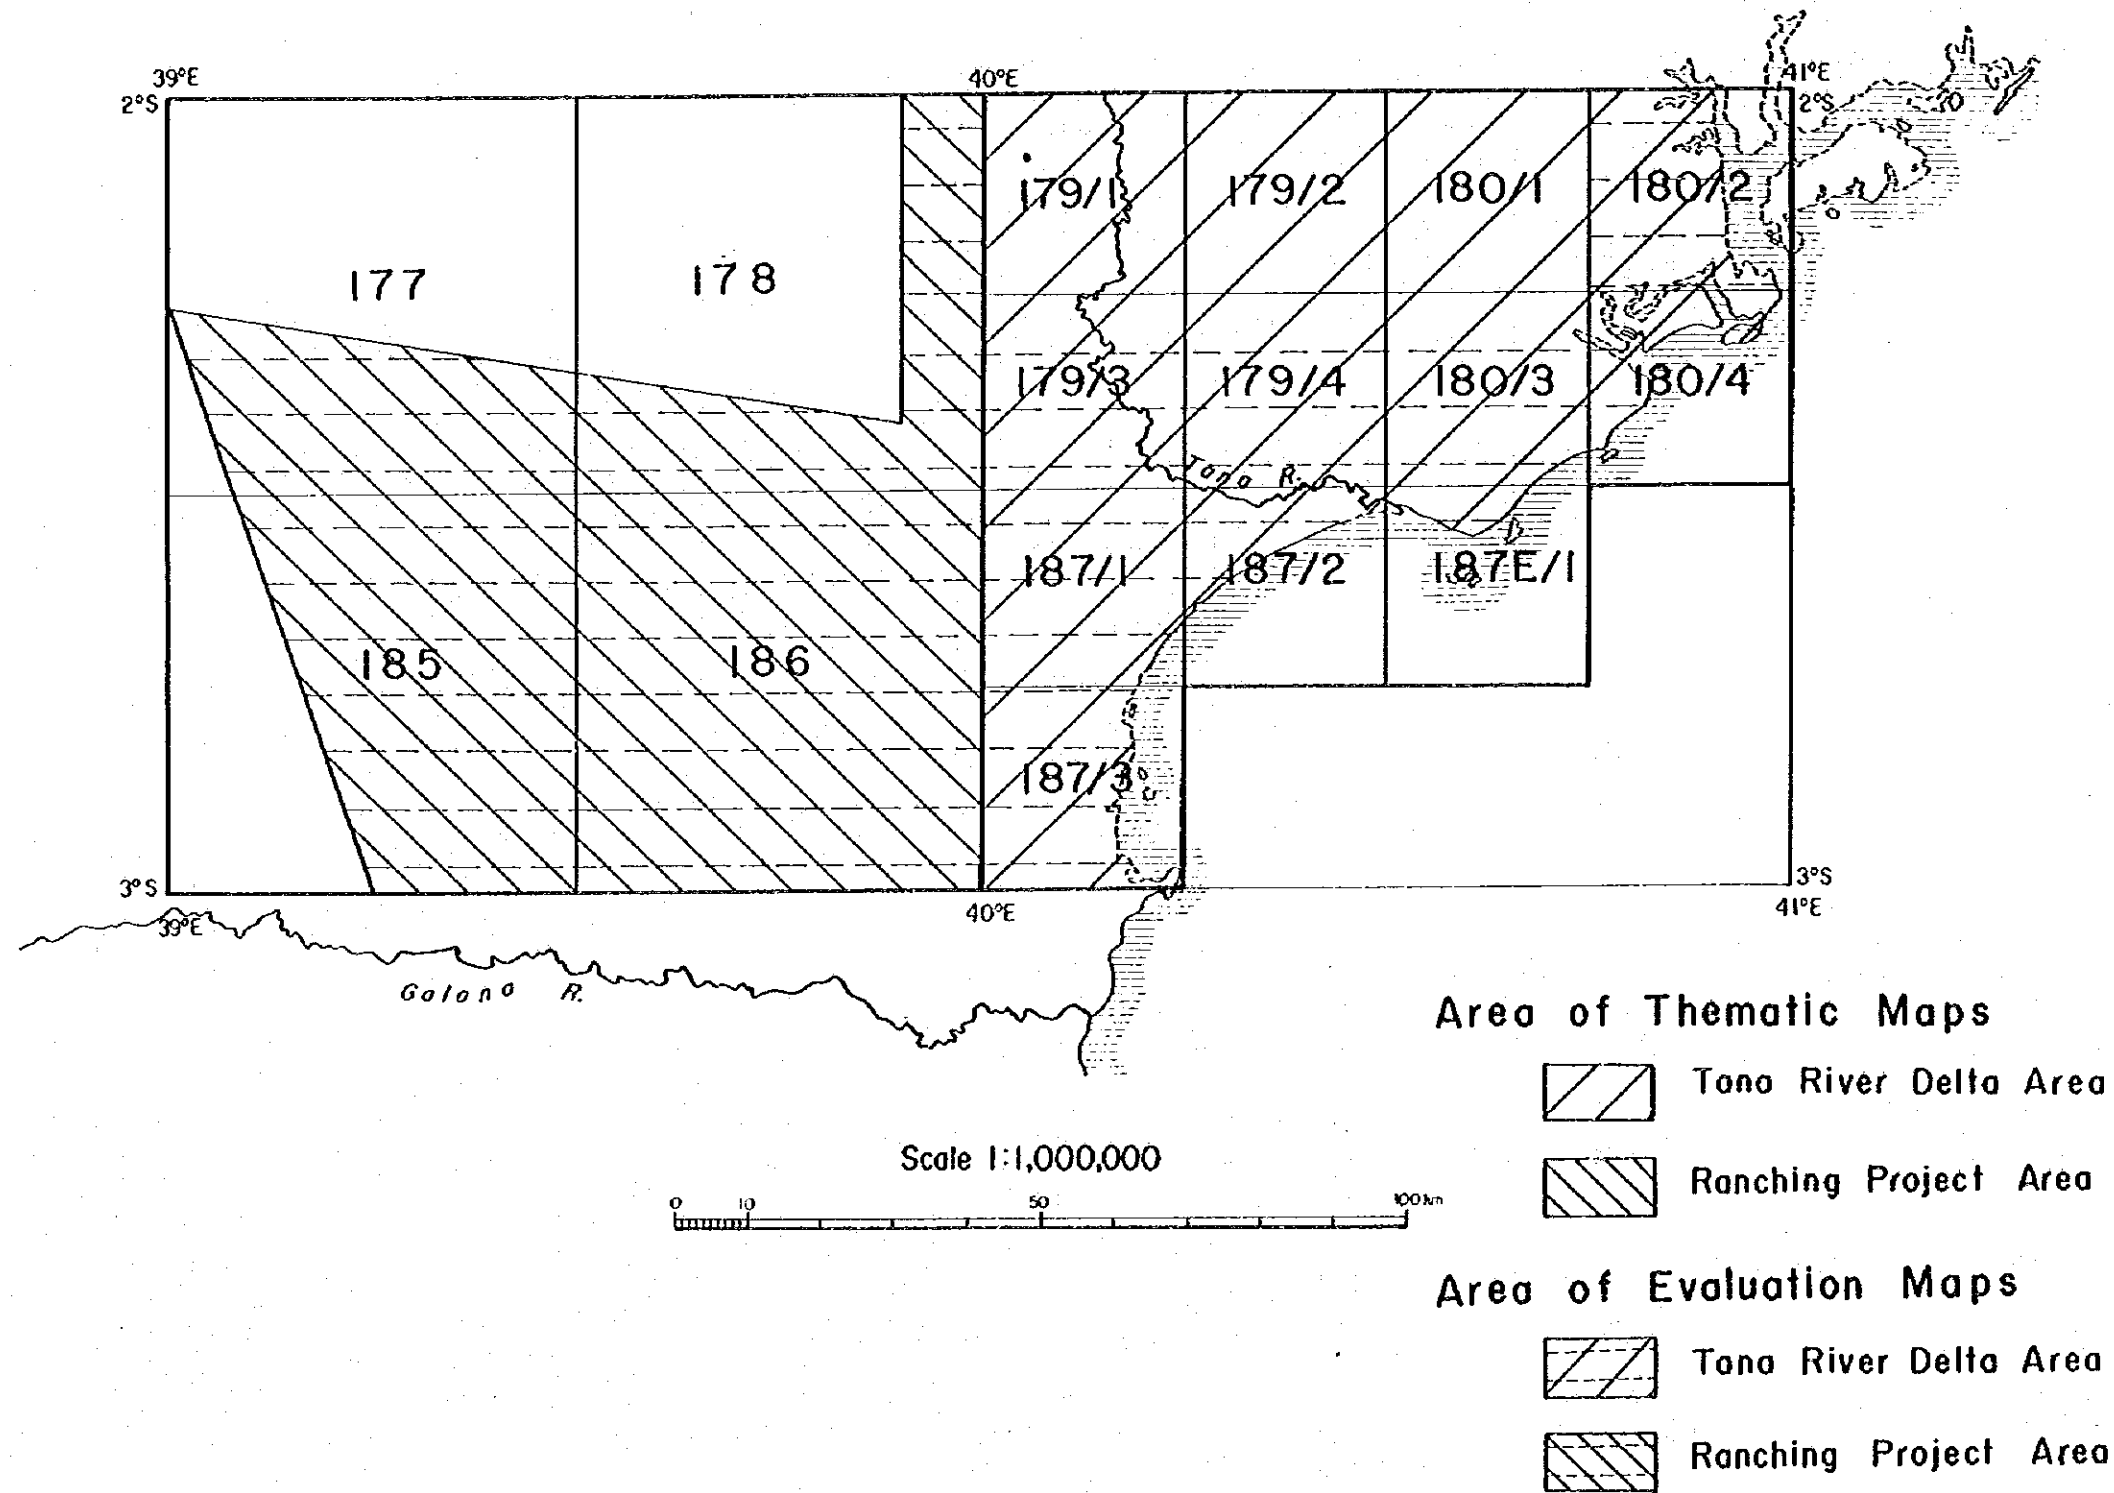 39°E 40°E 41°E
2°S 2°S
179/1 179/2 180/1 180/2
177 178
179/3 179/4 180/3 180/4
Tana R.
187/1 187/2 187E/1
185 186
187/3
3°S 3°S
39°E 40°E 41°E
Galana R.
Area of Thematic Maps
Tana River Delta Area
Ranching Project Area
Scale 1:1,000,000
0 10 50 100 km
Area of Evaluation Maps
Tana River Delta Area
Ranching Project Area